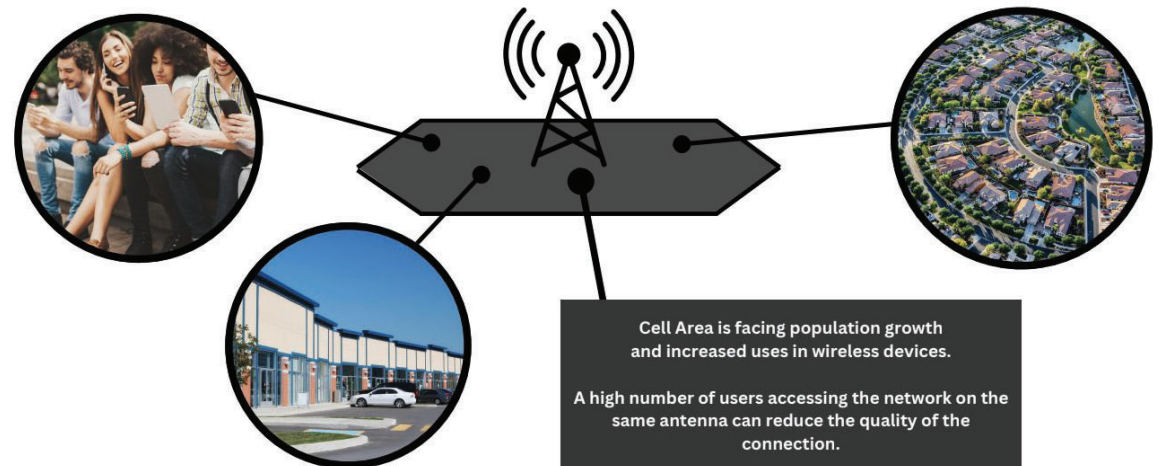 Cell Area is facing population growth
and increased uses in wireless devices.
A high number of users accessing the network on the
same antenna can reduce the quality of the
connection.